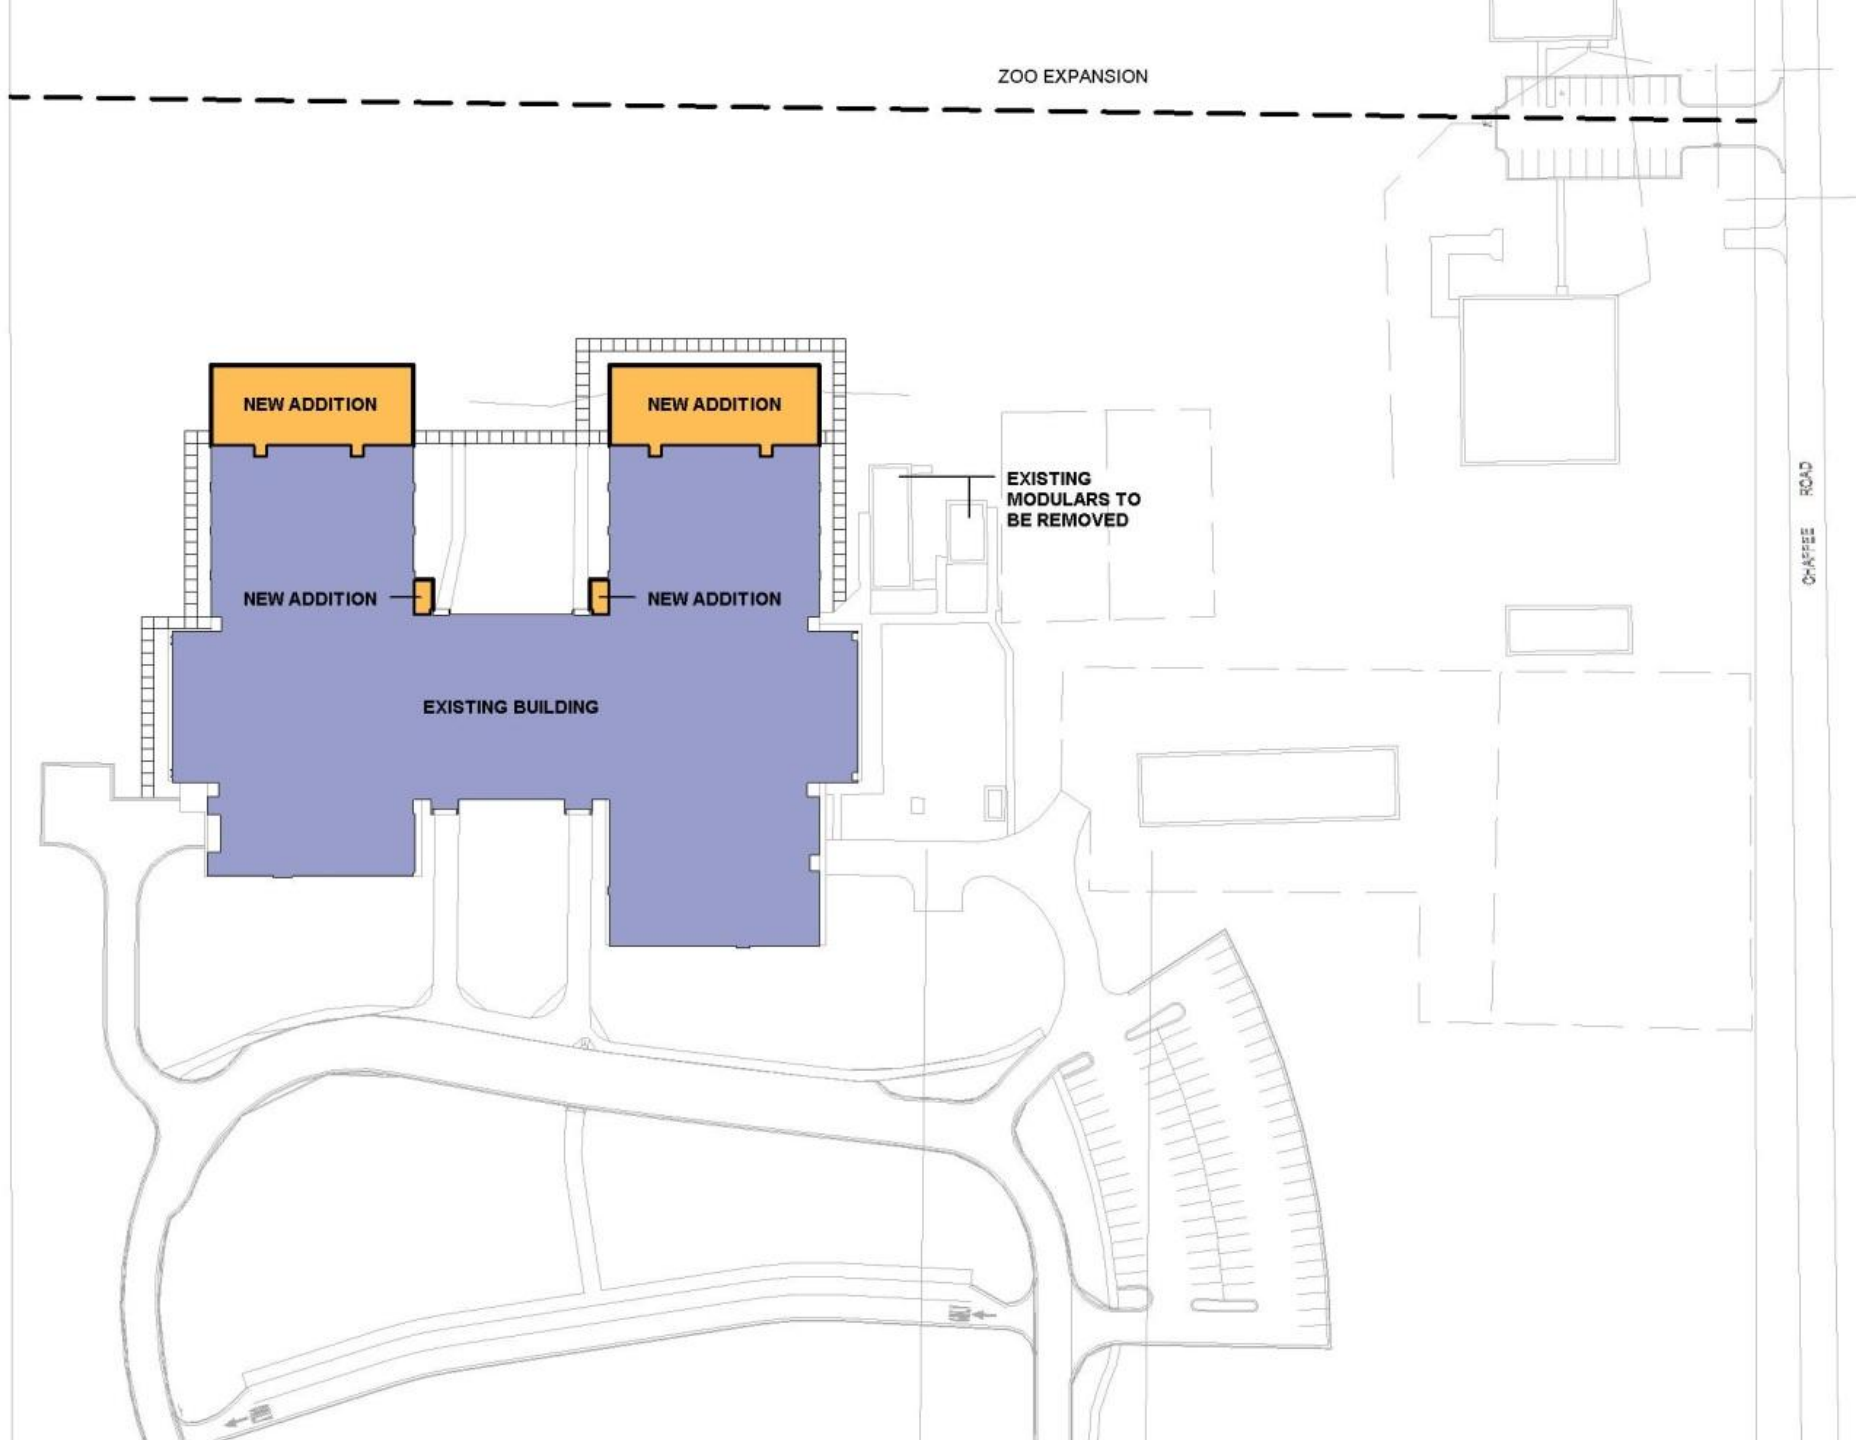 ZOO EXPANSION
NEW ADDITION
NEW ADDITION
EXISTING
MODULARS TO
BE REMOVED
CHAFFEE ROAD
NEW ADDITION
NEW ADDITION
EXISTING BUILDING